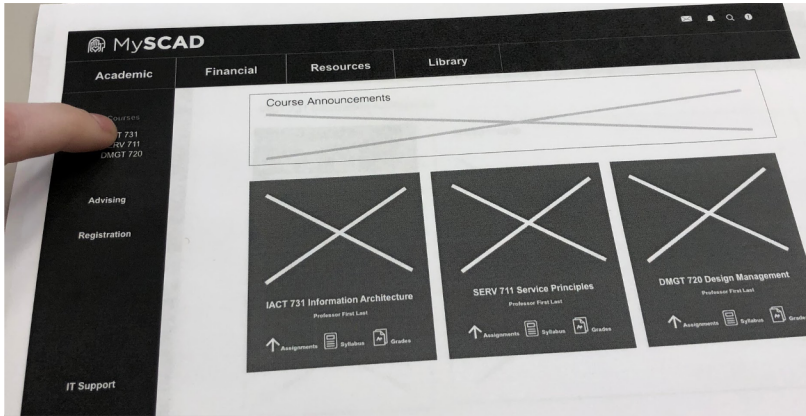 MySCAD
Academic Financial Resources Library
Courses
731
711
DMGT 720
Advising
Registration
IT Support
Course Announcements
IACT 731 Information Architecture
Professor First Last
Assignments Syllabus Grades
SERV 711 Service Principles
Professor First Last
Assignments Syllabus Grades
DMGT 720 Design Management
Professor First Last
Assignments Syllabus Grades